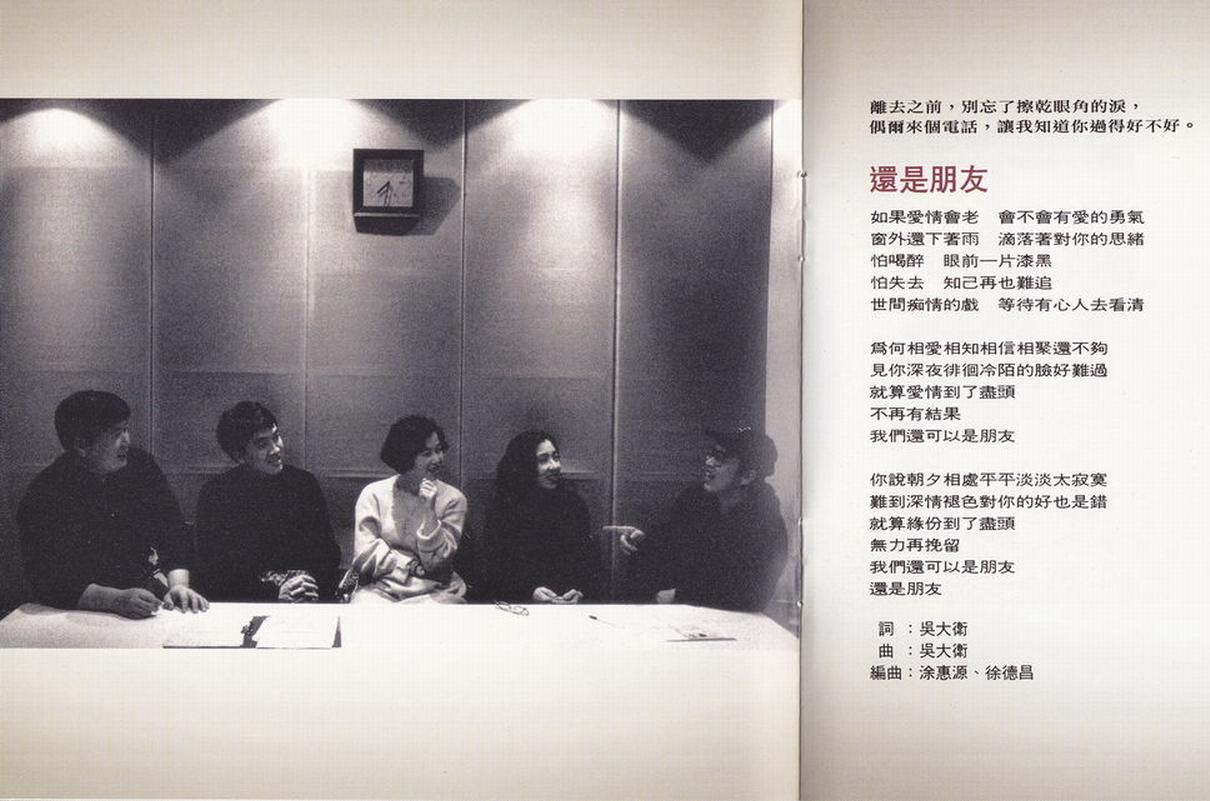 離去之前，別忘了擦乾眼角的淚，
偶爾來個電話，讓我知道你過得好不好。
還是朋友
如果愛情會老　會不會有愛的勇氣
窗外還下著雨　滴落著對你的思緒
怕喝醉　眼前一片漆黑
怕失去　知己再也難追
世間痴情的戲　等待有心人去看清
爲何相愛相知相信相聚還不夠
見你深夜徘徊冷陌的臉好難過
就算愛情到了盡頭
不再有結果
我們還可以是朋友
你說朝夕相處平平淡淡太寂寞
難到深情褪色對你的好也是錯
就算緣份到了盡頭
無力再挽留
我們還可以是朋友
還是朋友
詞 ：吳大衛
曲 ：吳大衛
編曲：涂惠源、徐德昌